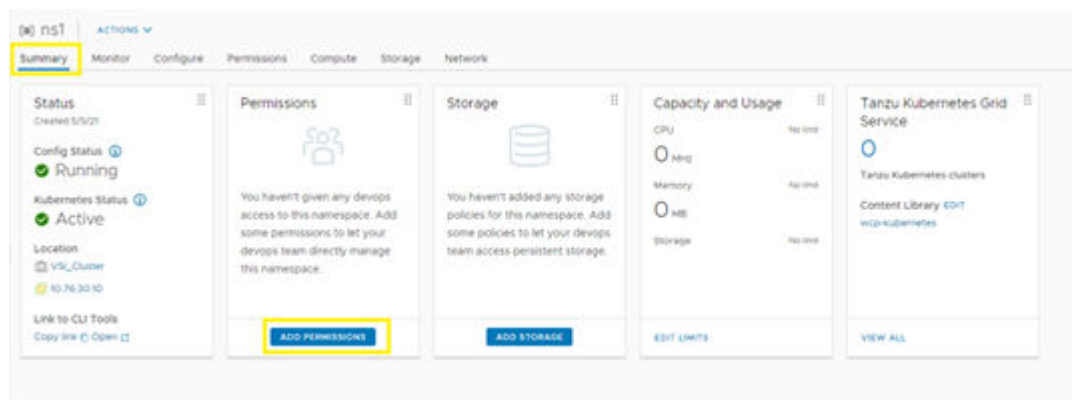 ns1 ACTIONS
Summary Monitor Configure Permissions Compute Storage Network
Status
Created 5/5/21
Config Status
Running
Kubernetes Status
Active
Location
VSI_Cluster
10.76.30.10
Link to CLI Tools
Copy link Open
Permissions
You haven't given any devops
access to this namespace. Add
some permissions to let your
devops team directly manage
this namespace.
ADD PERMISSIONS
Storage
You haven't added any storage
policies for this namespace. Add
some policies to let your devops
team access persistent storage.
ADD STORAGE
Capacity and Usage
CPU No limit
0 MHz
Memory No limit
0 MB
Storage No limit
EDIT LIMITS
Tanzu Kubernetes Grid
Service
0
Tanzu Kubernetes clusters
Content Library EDIT
wcp-kubernetes
VIEW ALL